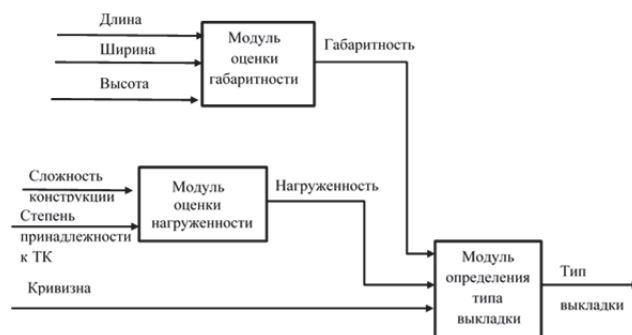 Длина
Ширина
Высота
Модуль
оценки
габаритности
Габаритность
Сложность
конструкции
Степень
принадлежности
к ТК
Модуль
оценки
нагруженности
Нагруженность
Кривизна
Модуль
определения
типа
выкладки
Тип
выкладки